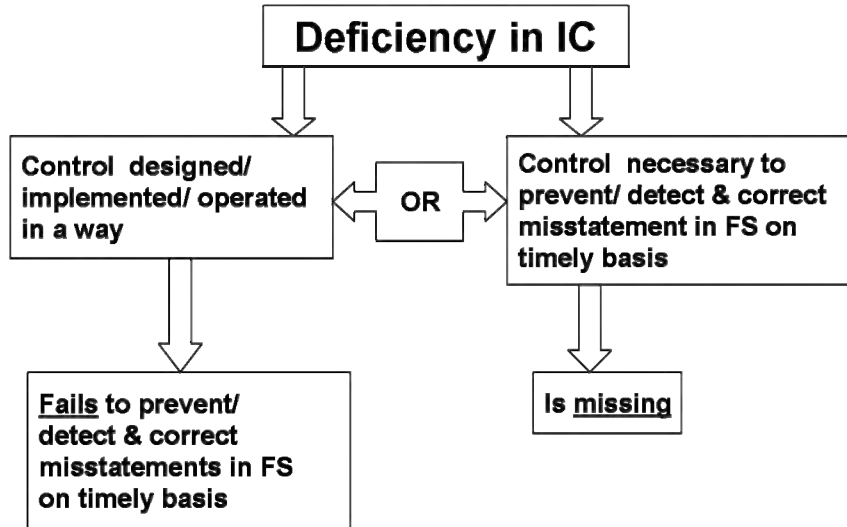 Deficiency in IC
Control designed/
implemented/ operated
in a way
OR
Control necessary to
prevent/ detect & correct
misstatement in FS on
timely basis
Fails to prevent/
detect & correct
misstatements in FS
on timely basis
Is missing